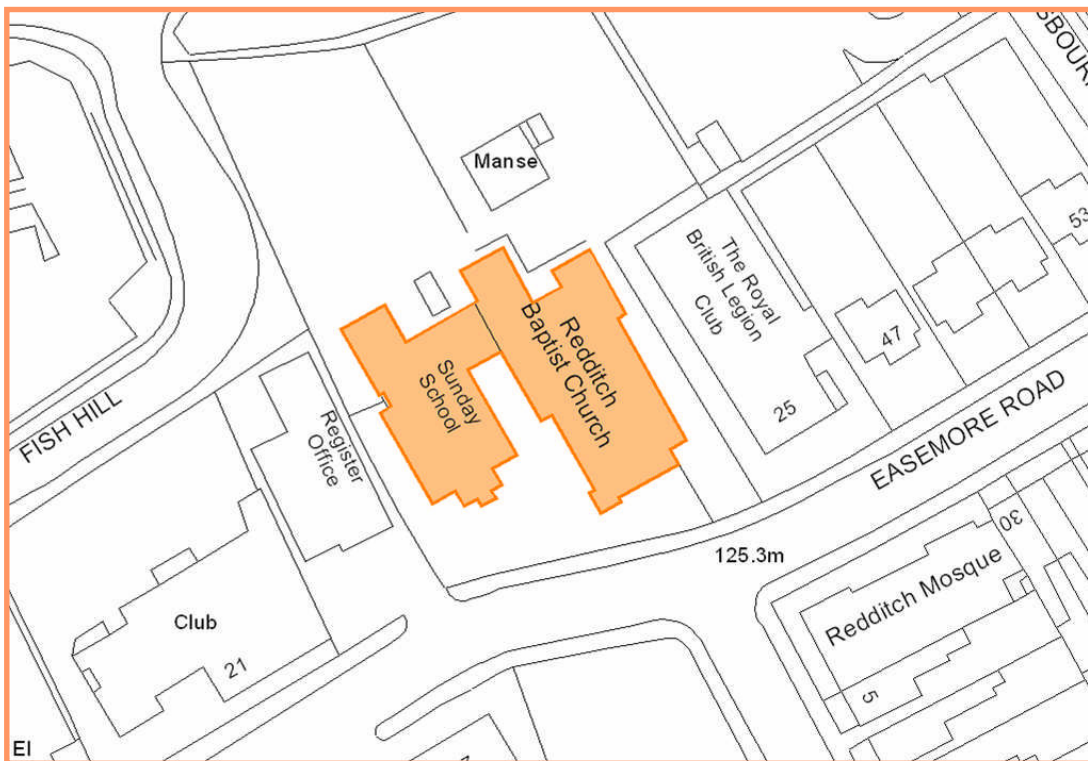 SBOUR
Manse
53
The Royal
British Legion
Club
47
Redditch
Baptist Church
Sunday
School
25
FISH HILL
Register
Office
EASEMORE ROAD
30
125.3m
Redditch Mosque
Club
21
5
El